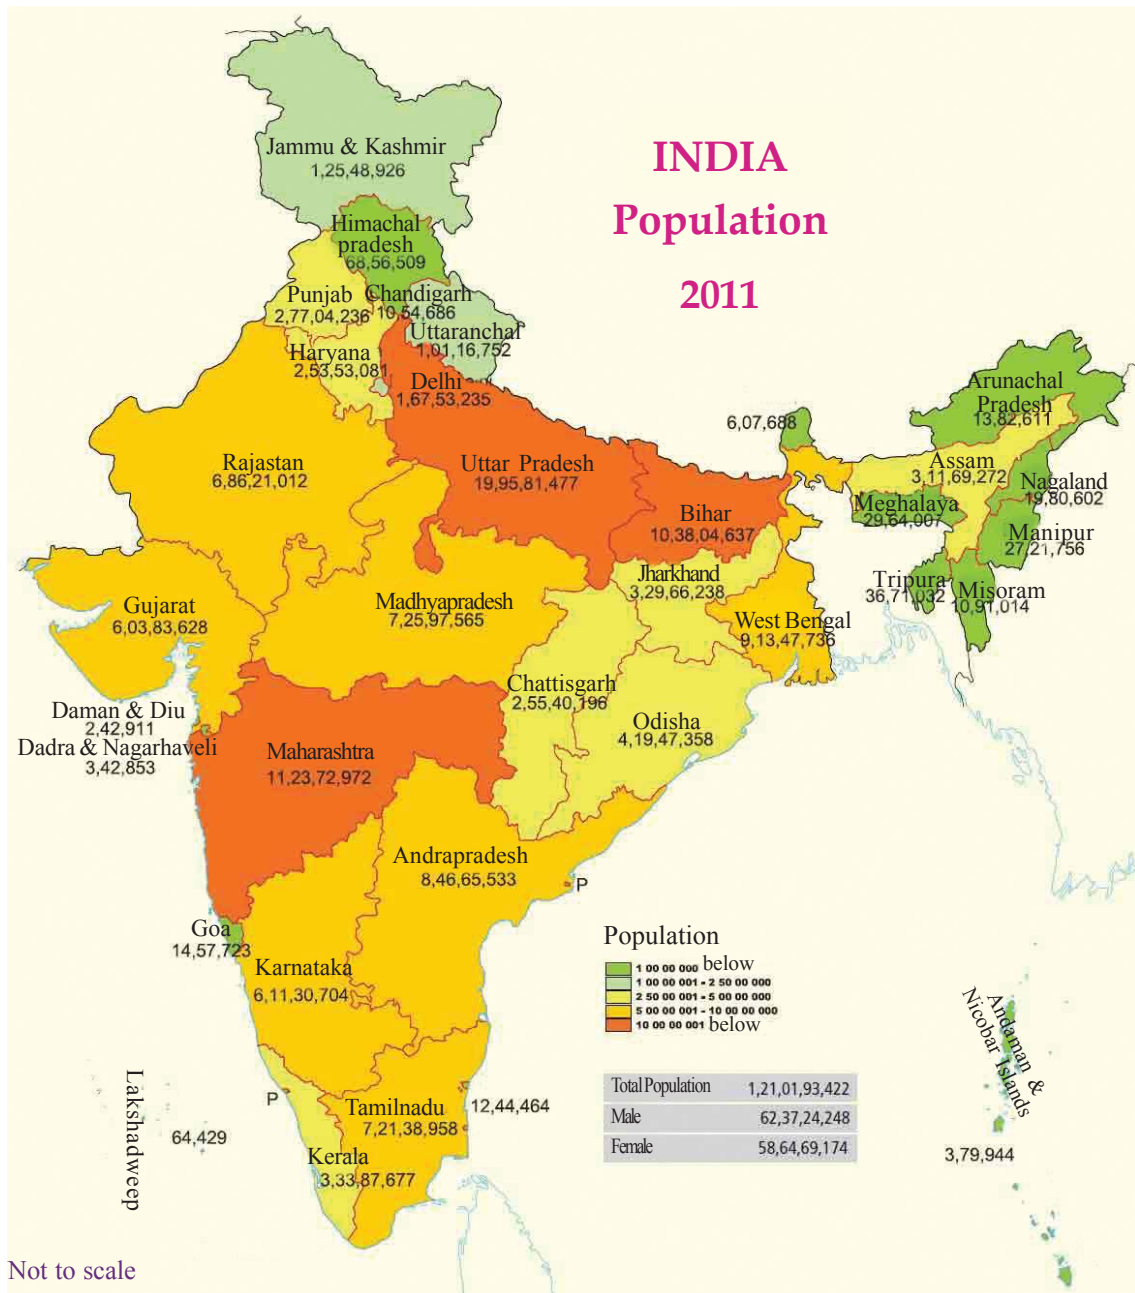 INDIA
Population
2011
Jammu & Kashmir
1,25,48,926
Himachal
pradesh
68,56,509
Punjab
2,77,04,236
Chandigarh
10,54,686
Uttaranchal
1,01,16,752
Haryana
2,53,53,081
Delhi
1,67,53,235
Arunachal
Pradesh
13,82,611
6,07,688
Rajastan
6,86,21,012
Uttar Pradesh
19,95,81,477
Assam
3,11,69,272
Nagaland
19,80,602
Meghalaya
29,64,007
Bihar
10,38,04,637
Manipur
27,21,756
Jharkhand
3,29,66,238
Tripura
36,71,032
Misoram
10,91,014
Gujarat
6,03,83,628
Madhyapradesh
7,25,97,565
West Bengal
9,13,47,736
Chattisgarh
2,55,40,196
Daman & Diu
2,42,911
Dadra & Nagarhaveli
3,42,853
Odisha
4,19,47,358
Maharashtra
11,23,72,972
Andrapradesh
8,46,65,533
P
Goa
14,57,723
Karnataka
6,11,30,704
Population
1 00 00 000 below
1 00 00 001 - 2 50 00 000
2 50 00 001 - 5 00 00 000
5 00 00 001 - 10 00 00 000
10 00 00 001 below
Andaman &
Nicobar Islands
3,79,944
Total Population 1,21,01,93,422
Male 62,37,24,248
Female 58,64,69,174
Lakshadweep
64,429
P
Tamilnadu
7,21,38,958
12,44,464
Kerala
3,33,87,677
Not to scale